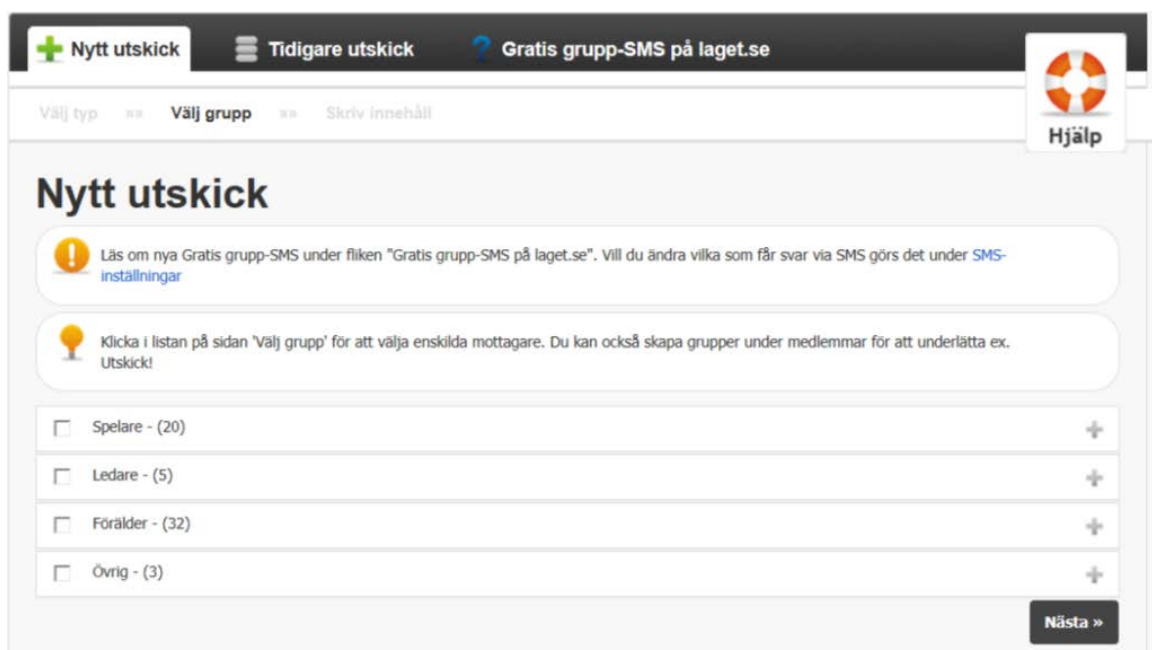 Nytt utskick
Tidigare utskick
? Gratis grupp-SMS på laget.se
Hjälp
Välj typ »» Välj grupp »» Skriv innehåll
Nytt utskick
Läs om nya Gratis grupp-SMS under fliken "Gratis grupp-SMS på laget.se". Vill du ändra vilka som får svar via SMS görs det under SMS-
inställningar
Klicka i listan på sidan 'Välj grupp' för att välja enskilda mottagare. Du kan också skapa grupper under medlemmar för att underlätta ex.
Utskick!
Spelare - (20)
Ledare - (5)
Förälder - (32)
Övrig - (3)
Nästa »